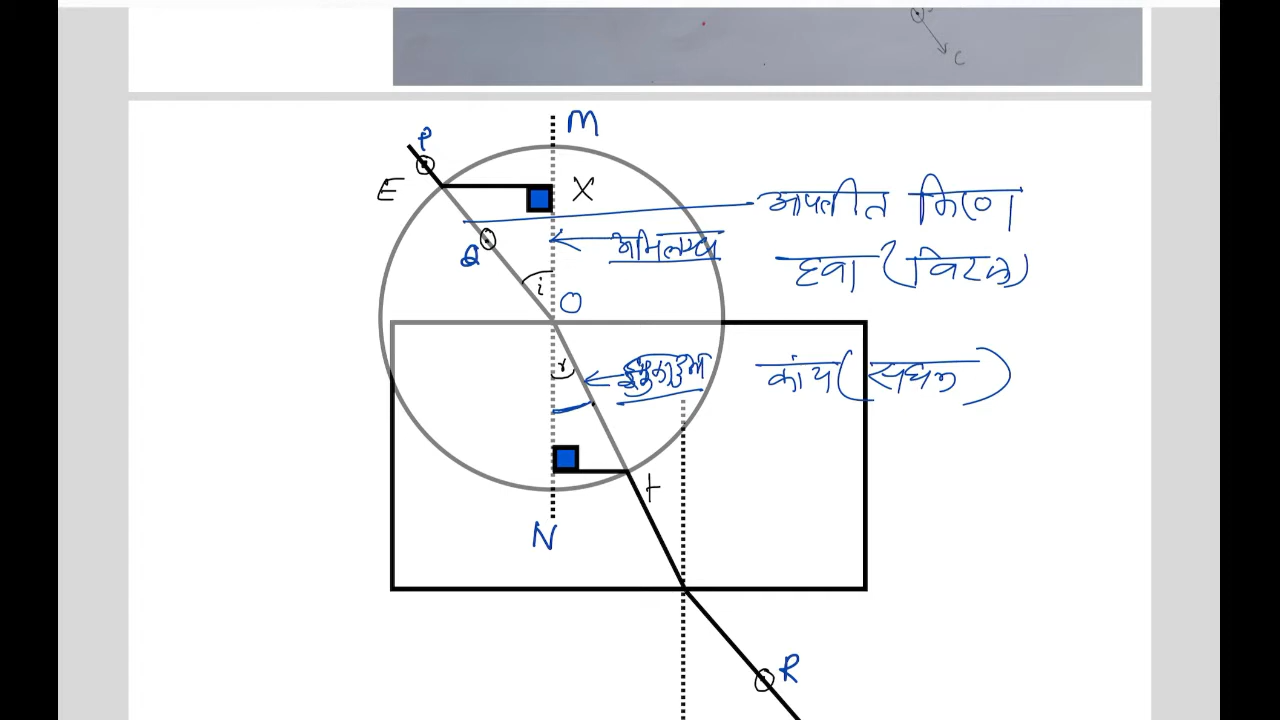 C
M
P
E
X
आपतीत किरण
Q
अभिलम्ब
हवा (विरल)
i
O
r
कांच (सघन)
N
R